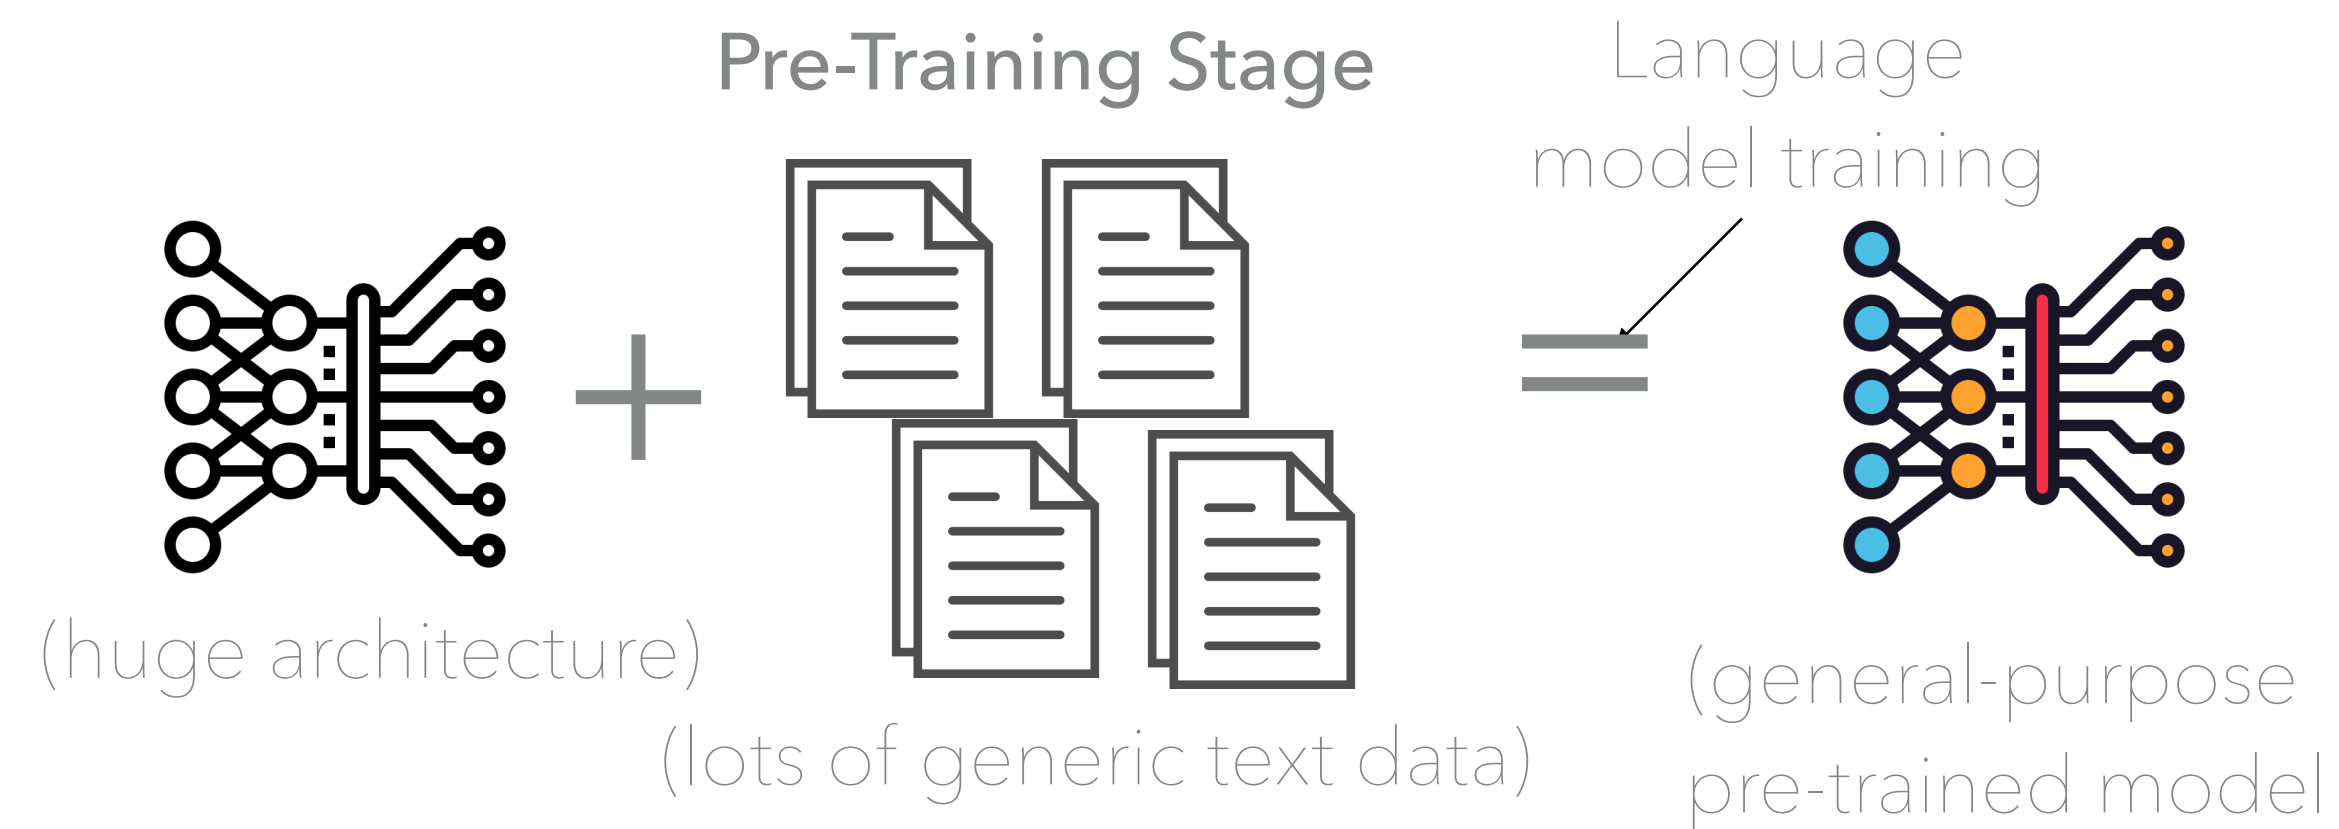 Pre-Training Stage
Language
model training
(huge architecture)
(lots of generic text data)
(general-purpose
pre-trained model